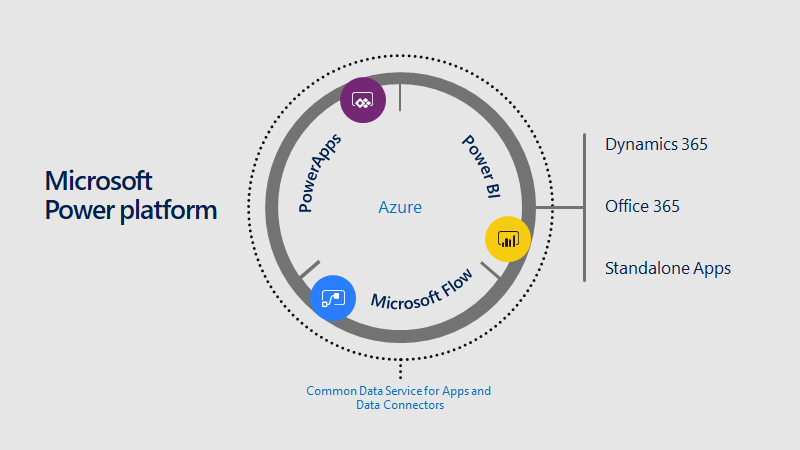 Microsoft
Power platform
PowerApps
Power BI
Azure
Microsoft Flow
Dynamics 365
Office 365
Standalone Apps
Common Data Service for Apps and
Data Connectors